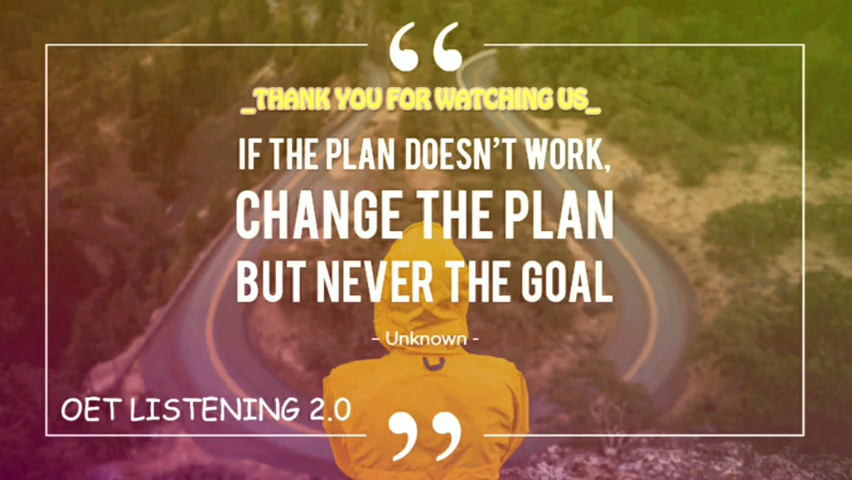 _THANK YOU FOR WATCHING US_
IF THE PLAN DOESN'T WORK,
CHANGE THE PLAN
BUT NEVER THE GOAL
- Unknown -
OET LISTENING 2.0